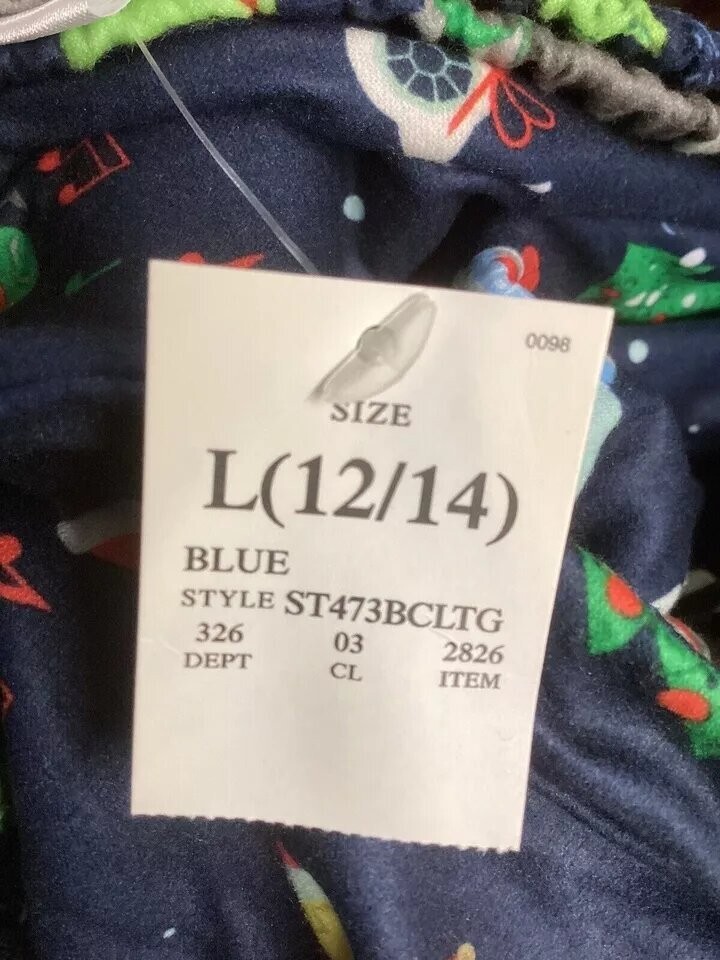 0098
SIZE
L(12/14)
BLUE
STYLE ST473BCLTG
326 03 2826
DEPT CL ITEM